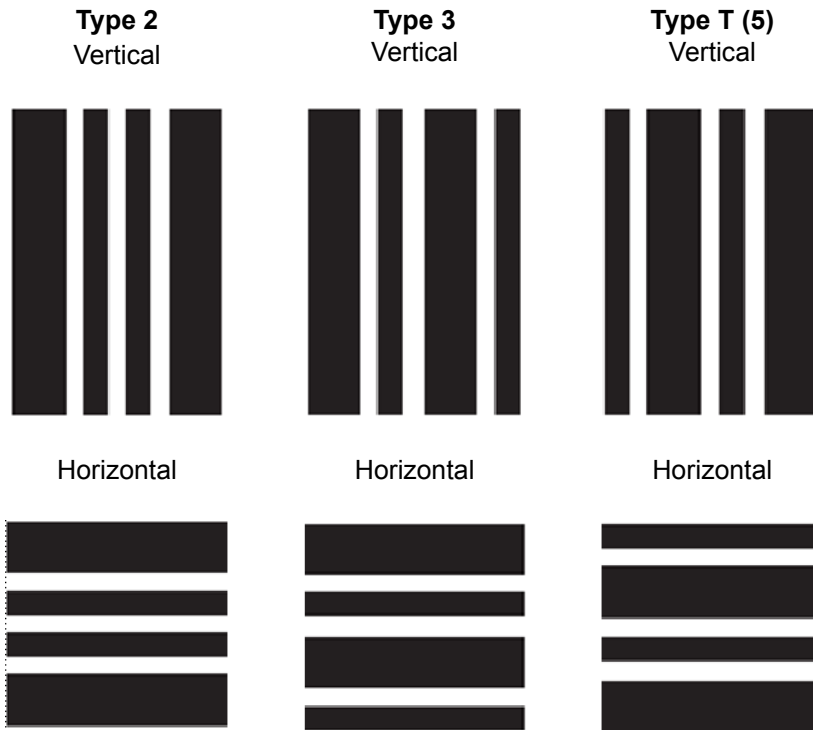 Type 2
Vertical
Type 3
Vertical
Type T (5)
Vertical
Horizontal
Horizontal
Horizontal